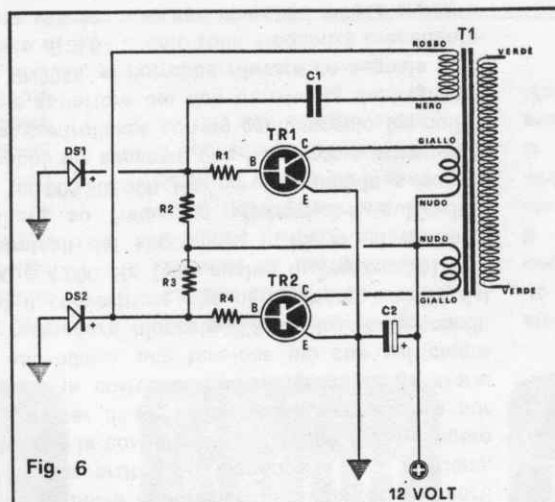 T1
ROSSO
VERDE
C1
NERO
TR1
C
DS1
R1
B
GIALLO
+
E
R2
NUDO
NUDO
R3
TR2
DS2
R4
C
B
GIALLO
VERDE
+
E
C2
+
Fig. 6
+
12 VOLT